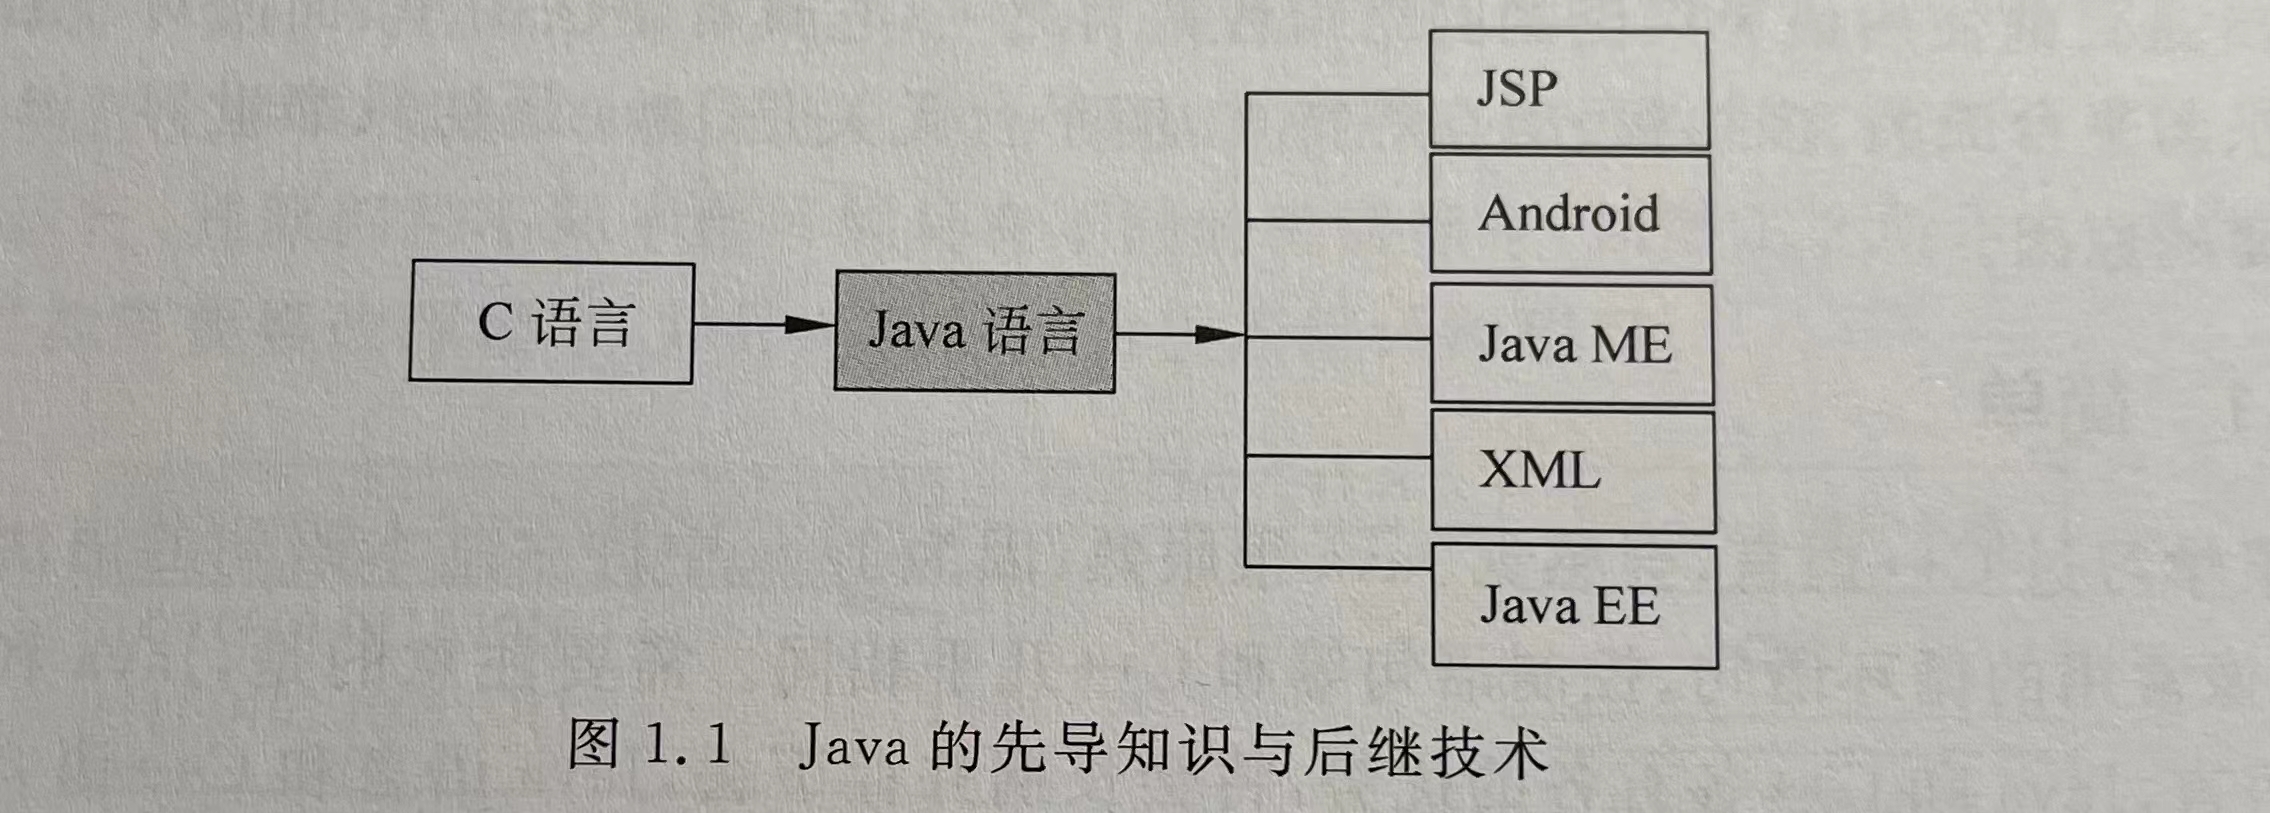 C 语言
Java 语言
JSP
Android
Java ME
XML
Java EE
图 1.1 Java 的先导知识与后继技术